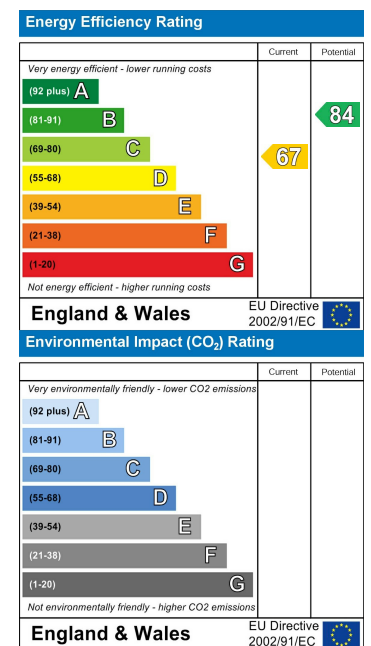 Energy Efficiency Rating
Current Potential
Very energy efficient - lower running costs
(92 plus) A
(81-91) B
84
(69-80) C
67
(55-68) D
(39-54) E
(21-38) F
(1-20) G
Not energy efficient - higher running costs
England & Wales
EU Directive
2002/91/EC
Environmental Impact (CO₂) Rating
Current Potential
Very environmentally friendly - lower CO2 emissions
(92 plus) A
(81-91) B
(69-80) C
(55-68) D
(39-54) E
(21-38) F
(1-20) G
Not environmentally friendly - higher CO2 emissions
England & Wales
EU Directive
2002/91/EC